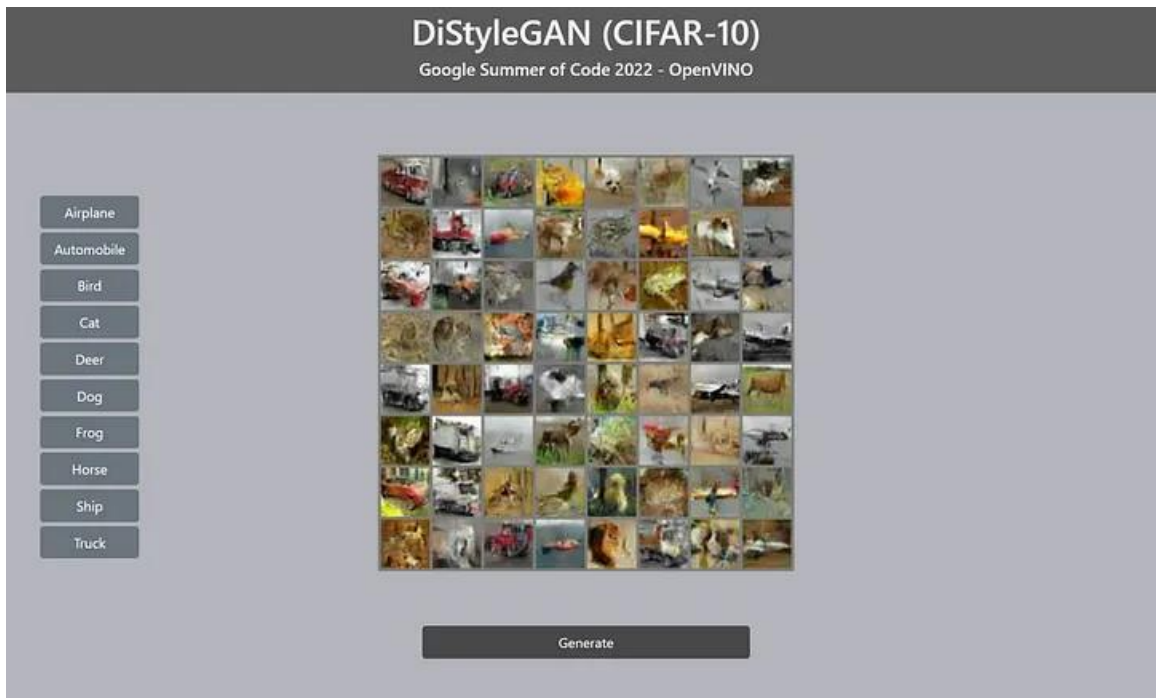 DiStyleGAN (CIFAR-10)
Google Summer of Code 2022 - OpenVINO
Airplane
Automobile
Bird
Cat
Deer
Dog
Frog
Horse
Ship
Truck
Generate